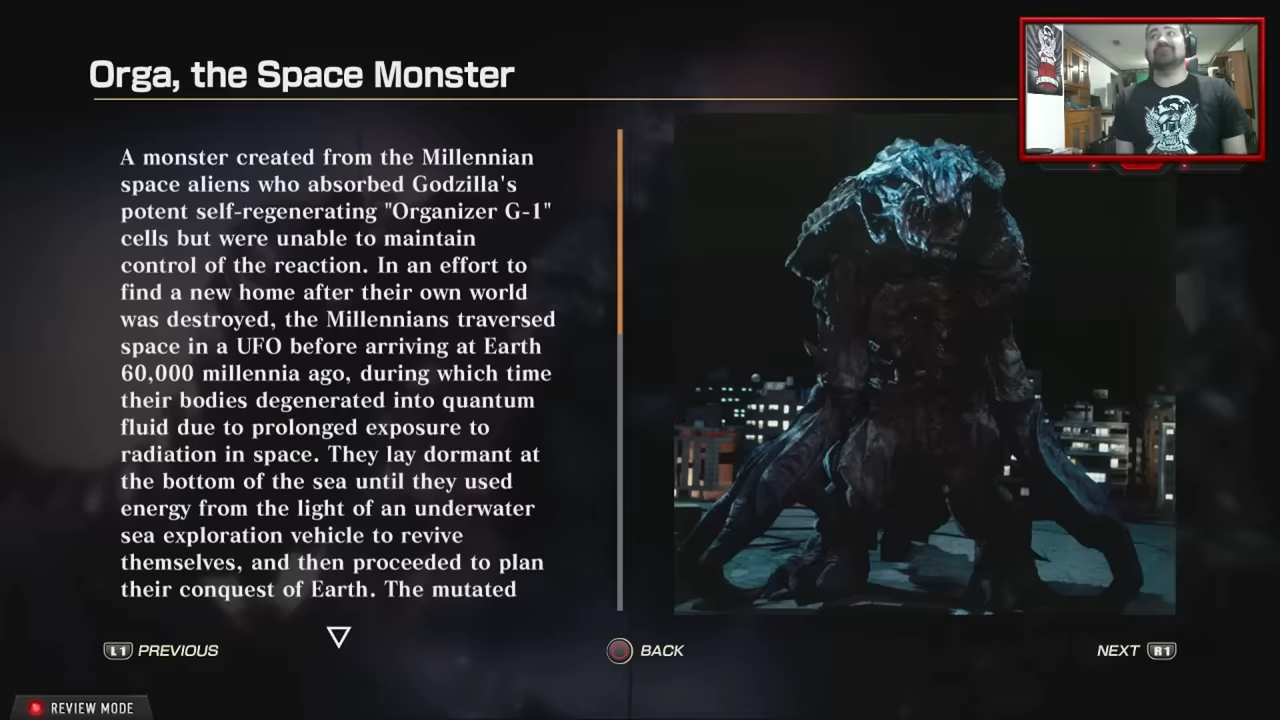 Orga, the Space Monster
A monster created from the Millennian
space aliens who absorbed Godzilla's
potent self-regenerating "Organizer G-1"
cells but were unable to maintain
control of the reaction. In an effort to
find a new home after their own world
was destroyed, the Millennians traversed
space in a UFO before arriving at Earth
60,000 millennia ago, during which time
their bodies degenerated into quantum
fluid due to prolonged exposure to
radiation in space. They lay dormant at
the bottom of the sea until they used
energy from the light of an underwater
sea exploration vehicle to revive
themselves, and then proceeded to plan
their conquest of Earth. The mutated
L1 PREVIOUS
BACK
NEXT R1
REVIEW MODE